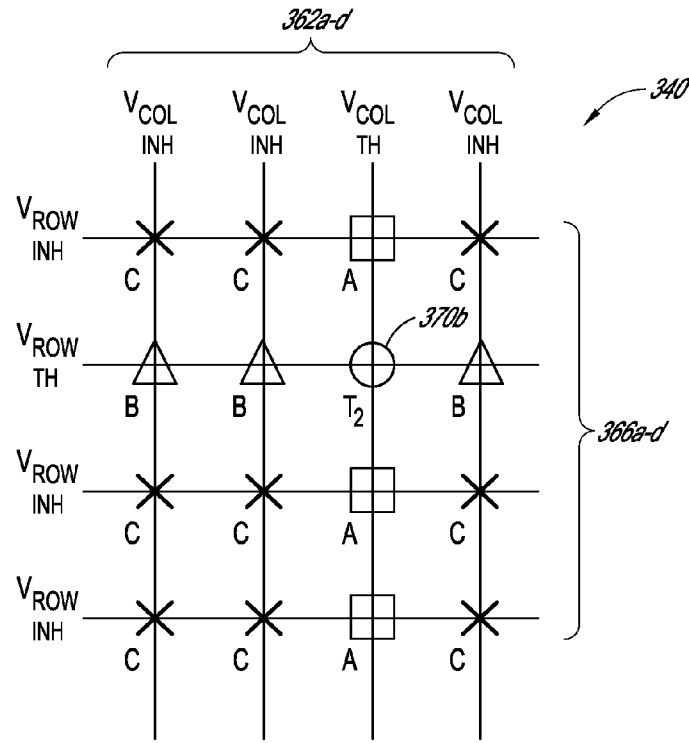 362a-d
340
V_COL INH V_COL INH V_COL TH V_COL INH
V_ROW INH
C C A C
370b
V_ROW TH
B B T₂ B
366a-d
V_ROW INH
C C A C
V_ROW INH
C C A C